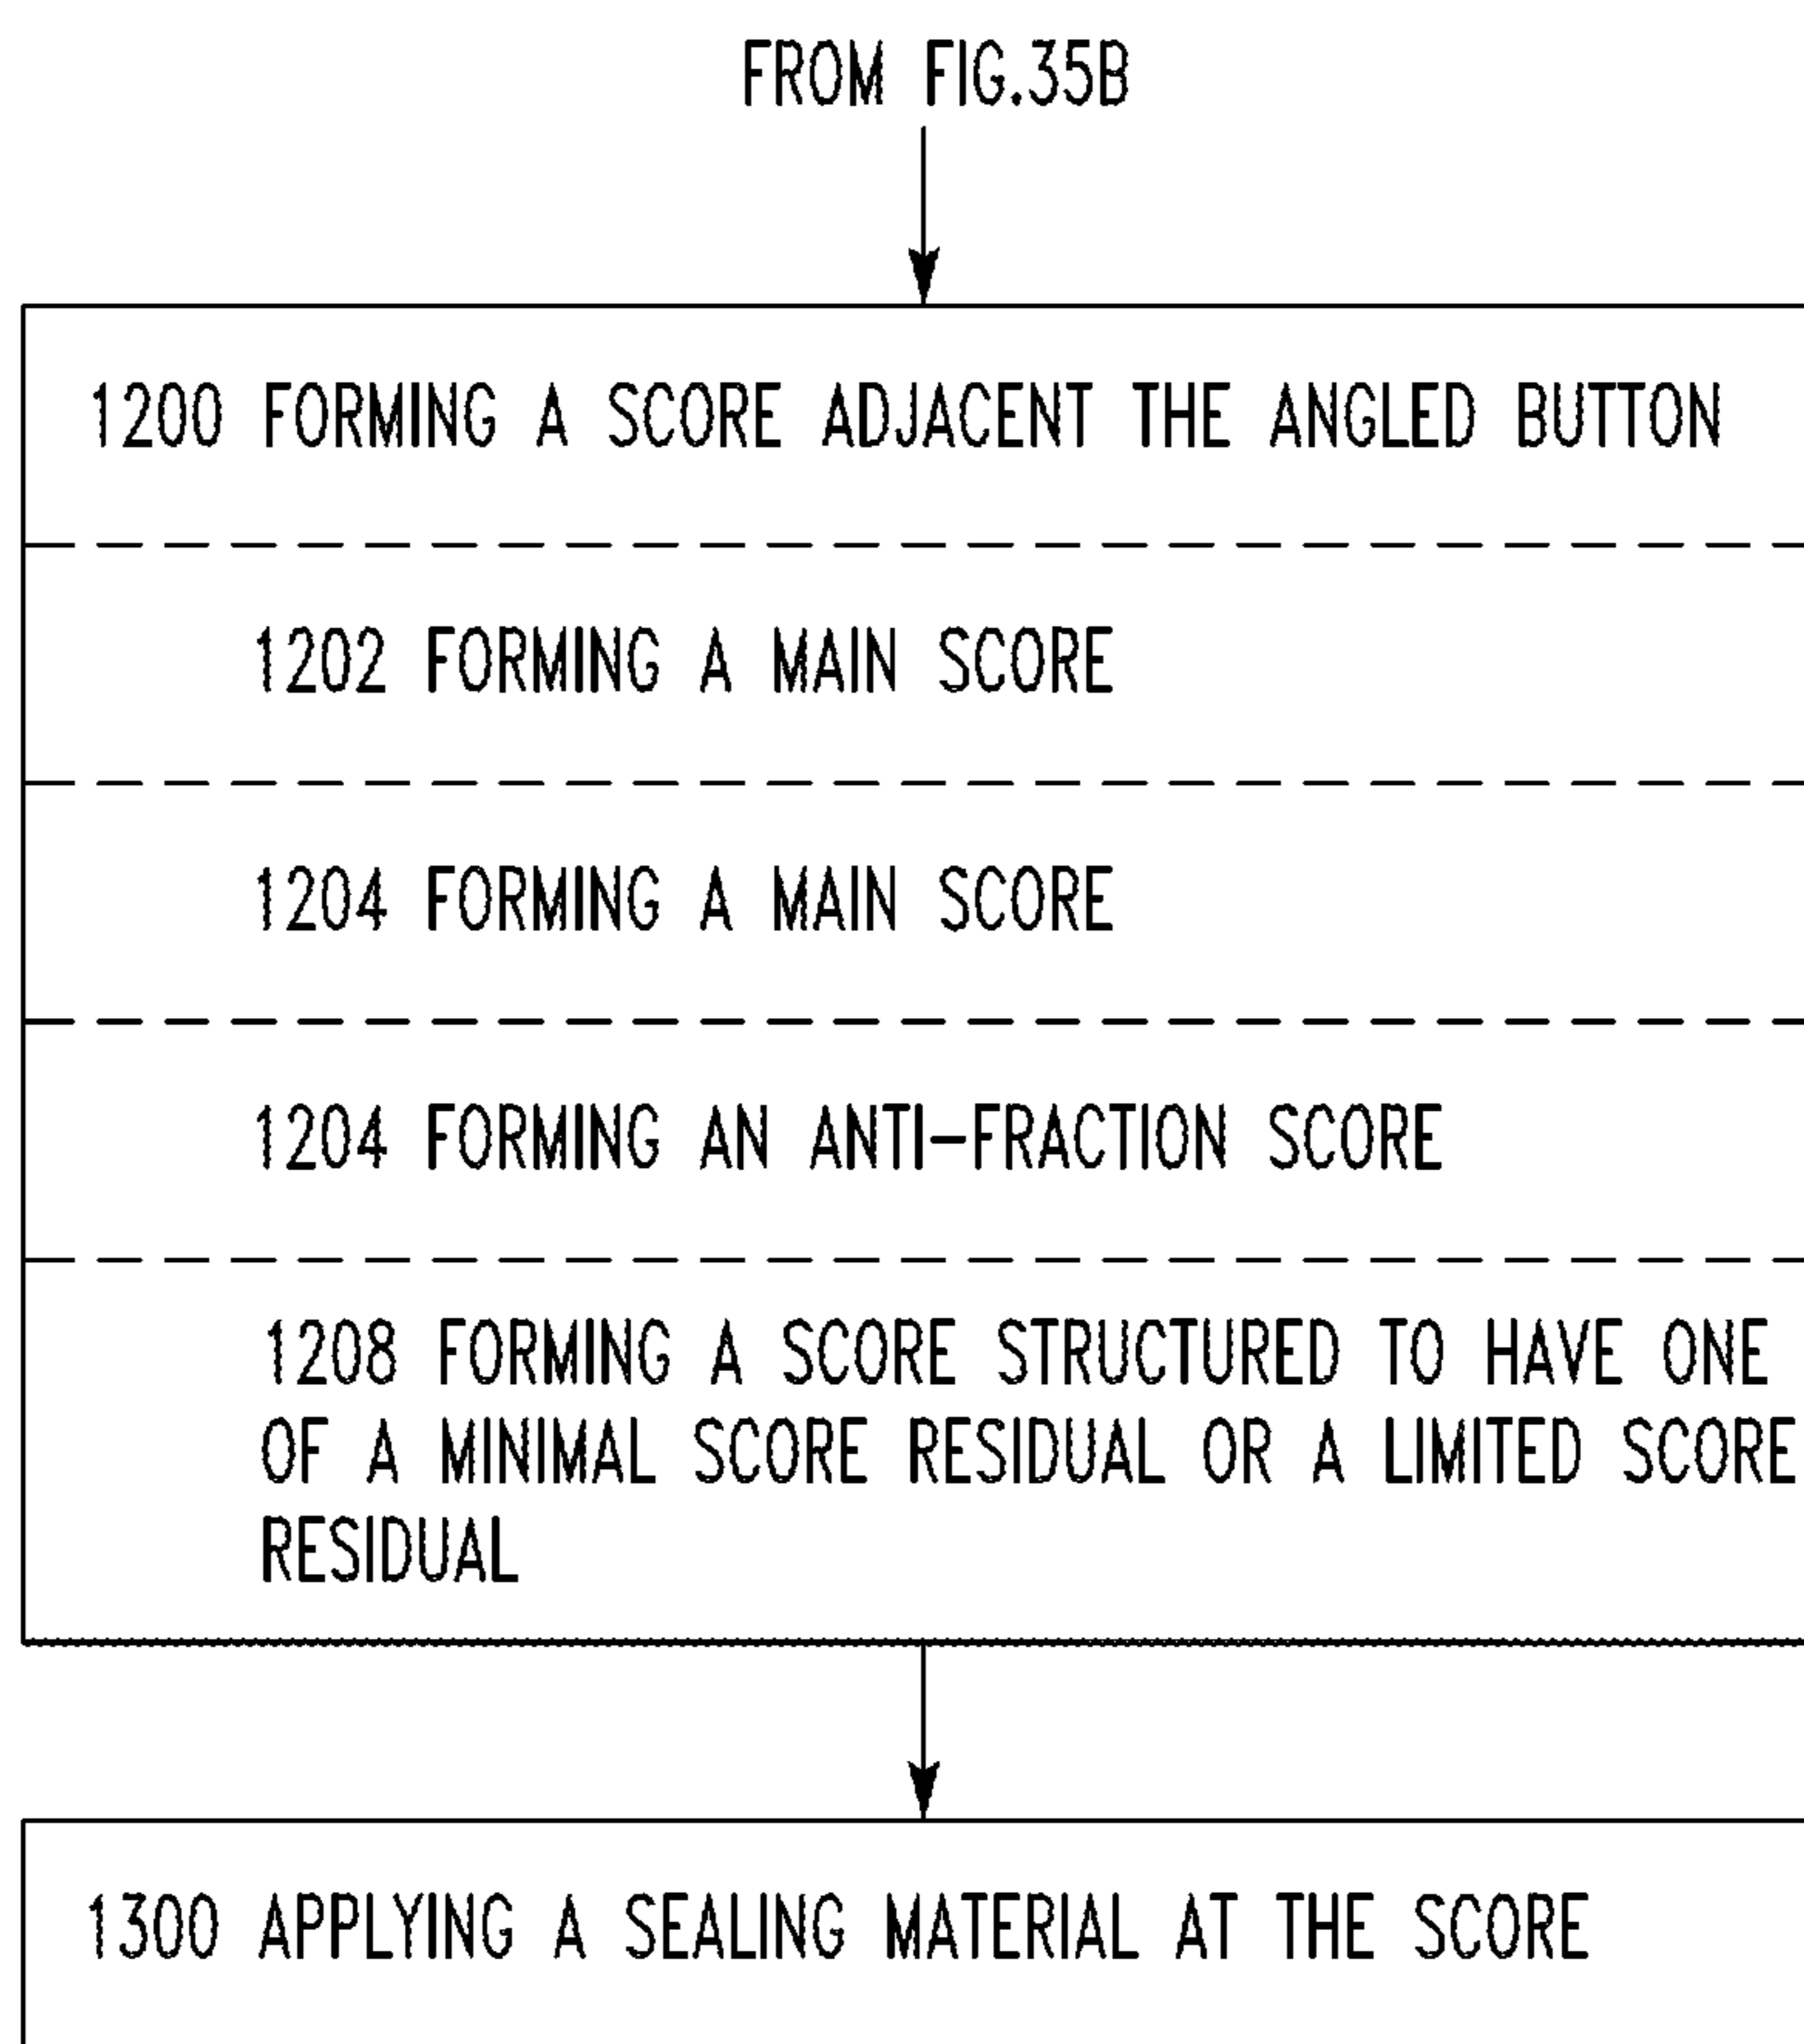 FROM FIG.35B
1200 FORMING A SCORE ADJACENT THE ANGLED BUTTON
1202 FORMING A MAIN SCORE
1204 FORMING A MAIN SCORE
1204 FORMING AN ANTI-FRACTION SCORE
1208 FORMING A SCORE STRUCTURED TO HAVE ONE
OF A MINIMAL SCORE RESIDUAL OR A LIMITED SCORE
RESIDUAL
1300 APPLYING A SEALING MATERIAL AT THE SCORE